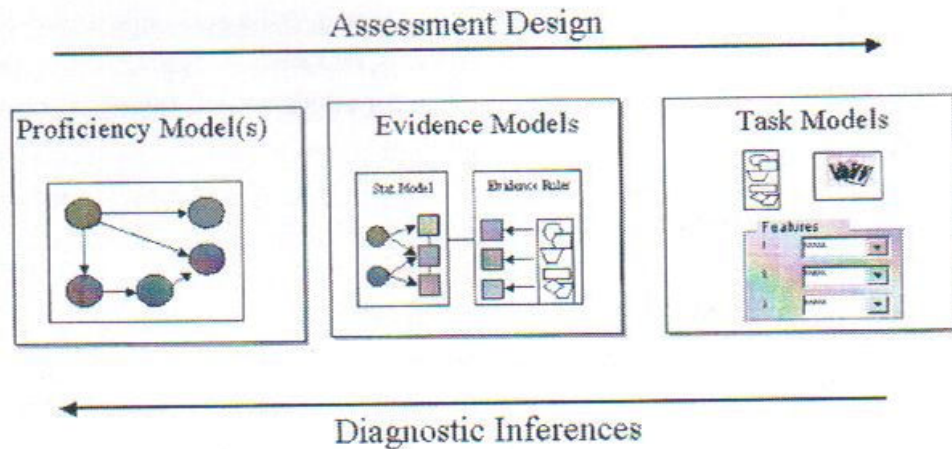 Assessment Design
Proficiency Model(s)
Evidence Models
Task Models
Stat Model
Evidence Rules
Features
1
2
3
Diagnostic Inferences